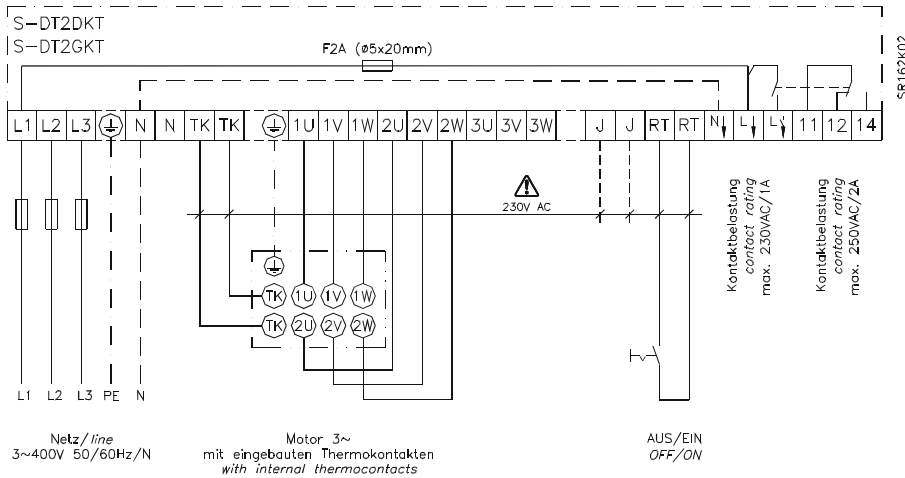 S-DT2DKT
S-DT2GKT
F2A (ø5x20mm)
SR162K02
L1 L2 L3 N N TK TK 1U 1V 1W 2U 2V 2W 3U 3V 3W J J RT RT N L L' 11 12 14
230V AC
Kontaktbelastung
contact rating
max. 230VAC/1A
Kontaktbelastung
contact rating
max. 250VAC/2A
TK 1U 1V 1W
TK 2U 2V 2W
L1 L2 L3 PE N
Netz/line
3~400V 50/60Hz/N
Motor 3~
mit eingebauten Thermokontakten
with internal thermocontacts
AUS/EIN
OFF/ON